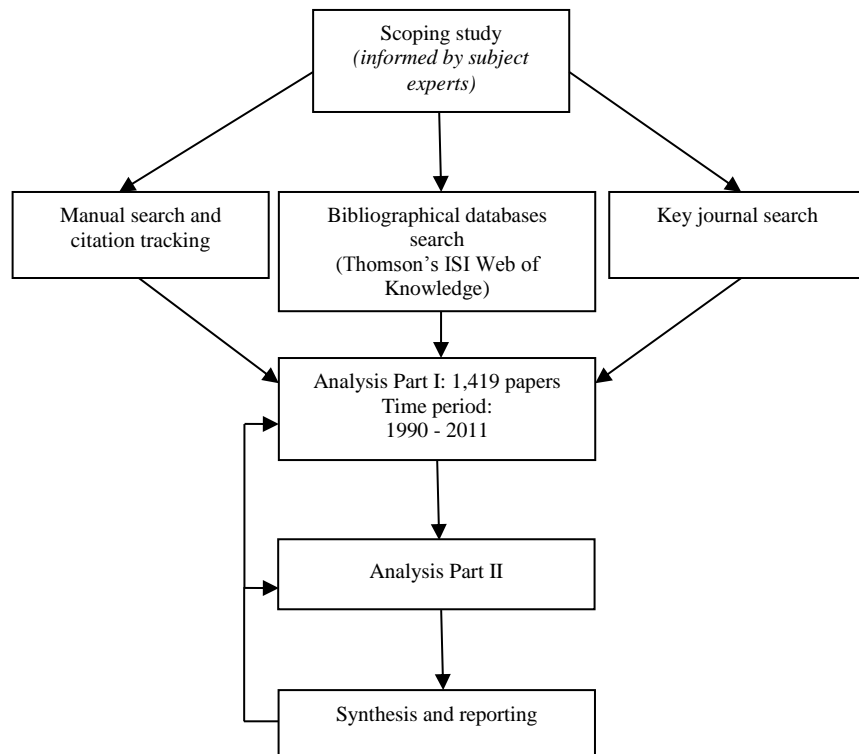 Scoping study
(informed by subject
experts)
Manual search and
citation tracking
Bibliographical databases
search
(Thomson’s ISI Web of
Knowledge)
Key journal search
Analysis Part I: 1,419 papers
Time period:
1990 - 2011
Analysis Part II
Synthesis and reporting